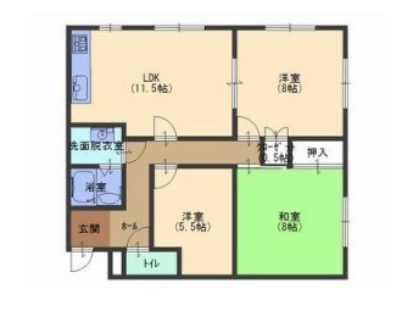 LDK
(11.5帖)
洋室
(8帖)
洗面脱衣室
クローゼット
(0.5帖)
押入
浴室
玄関
ホール
洋室
(5.5帖)
和室
(8帖)
トイレ